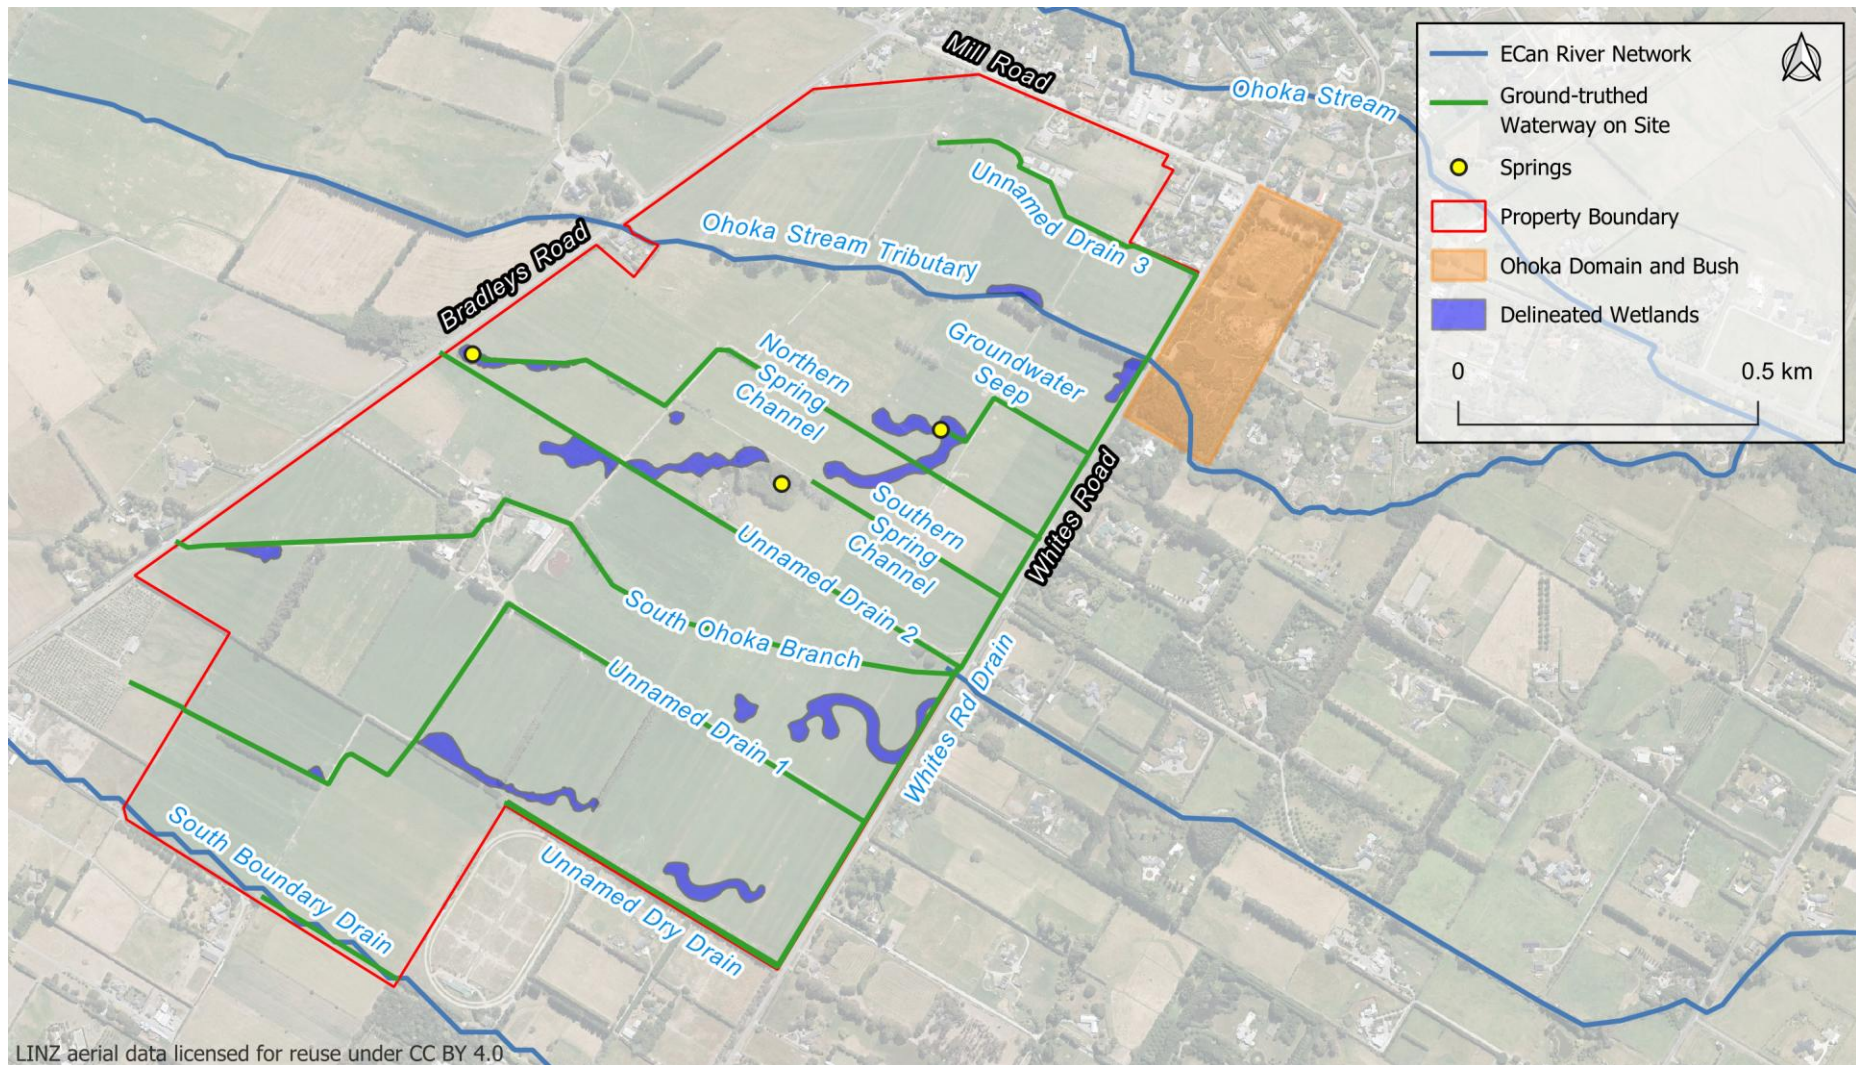 Mill Road
Ohoka Stream
ECan River Network
Ground-truthed
Waterway on Site
Springs
Property Boundary
Ohoka Domain and Bush
Delineated Wetlands
0
0.5 km
Unnamed Drain 3
Ohoka Stream Tributary
Bradleys Road
Northern
Spring
Channel
Groundwater
Seep
Whites Road
Southern
Spring
Channel
Unnamed Drain 2
South Ohoka Branch
Whites Rd Drain
Unnamed Drain 1
South Boundary Drain
Unnamed Dry Drain
LINZ aerial data licensed for reuse under CC BY 4.0